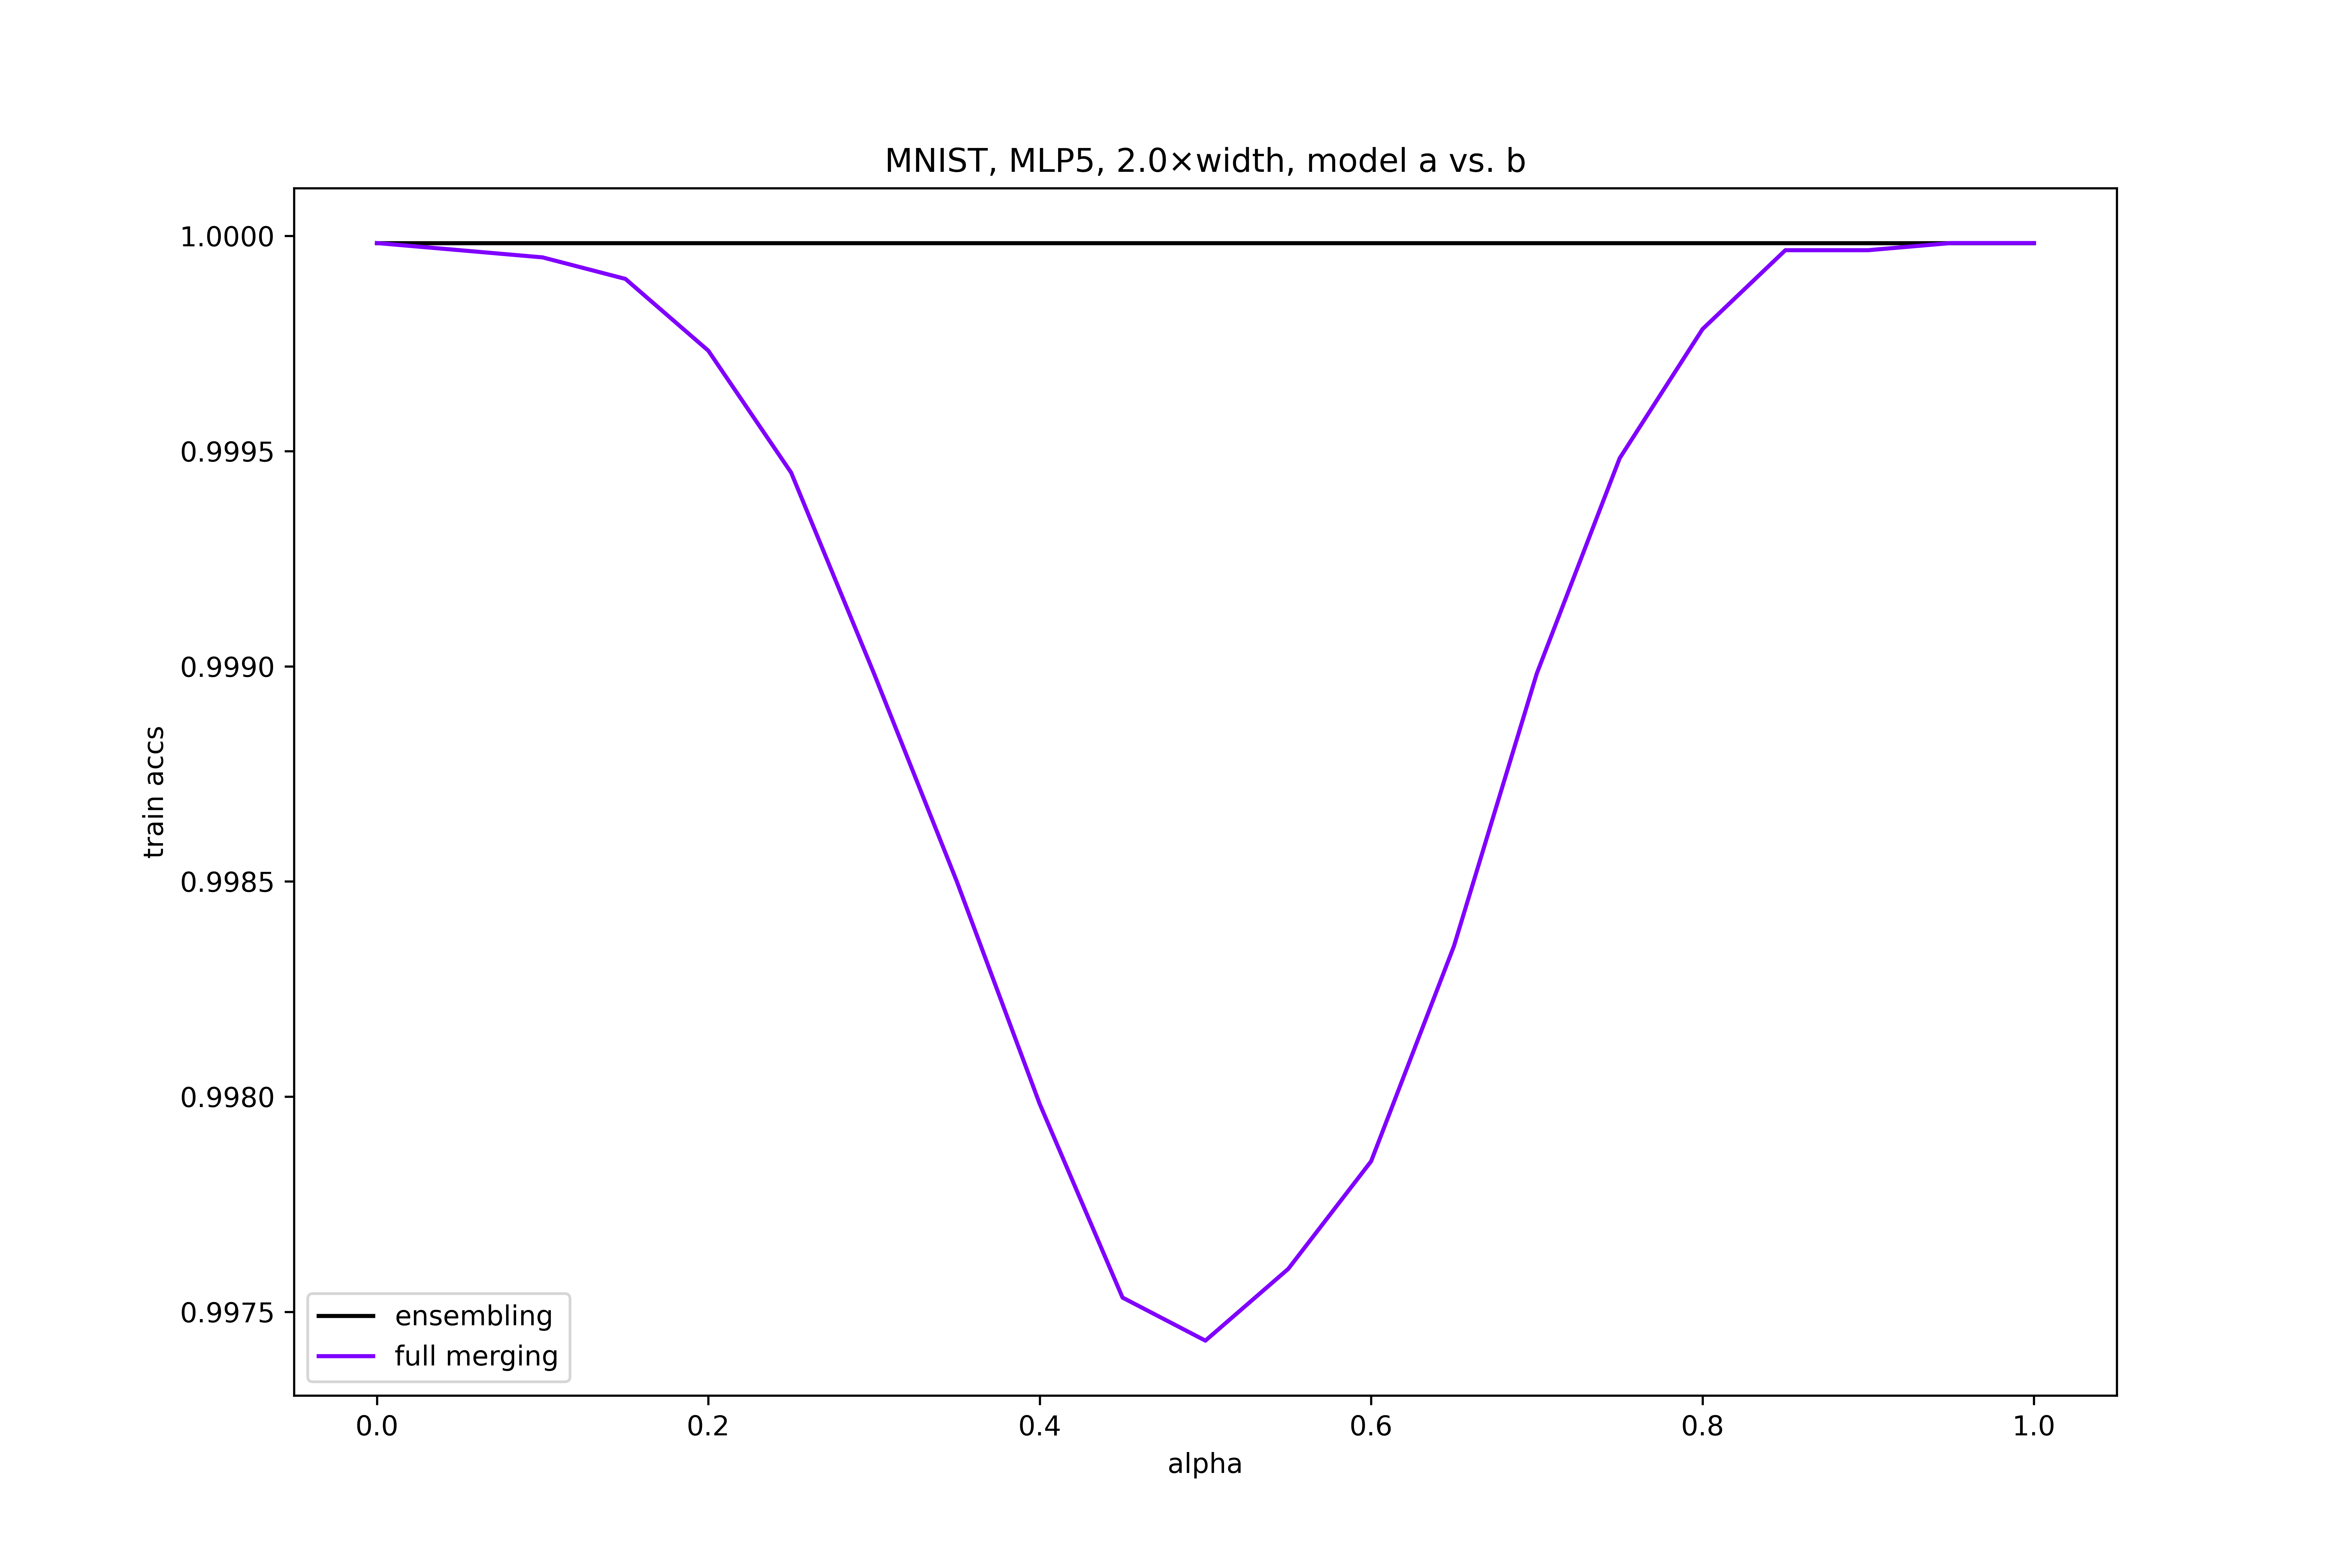 MNIST, MLP5, 2.0×width, model a vs. b
1.0000
0.9995
0.9990
0.9985
0.9980
0.9975
train accs
ensembling
full merging
0.0 0.2 0.4 0.6 0.8 1.0
alpha